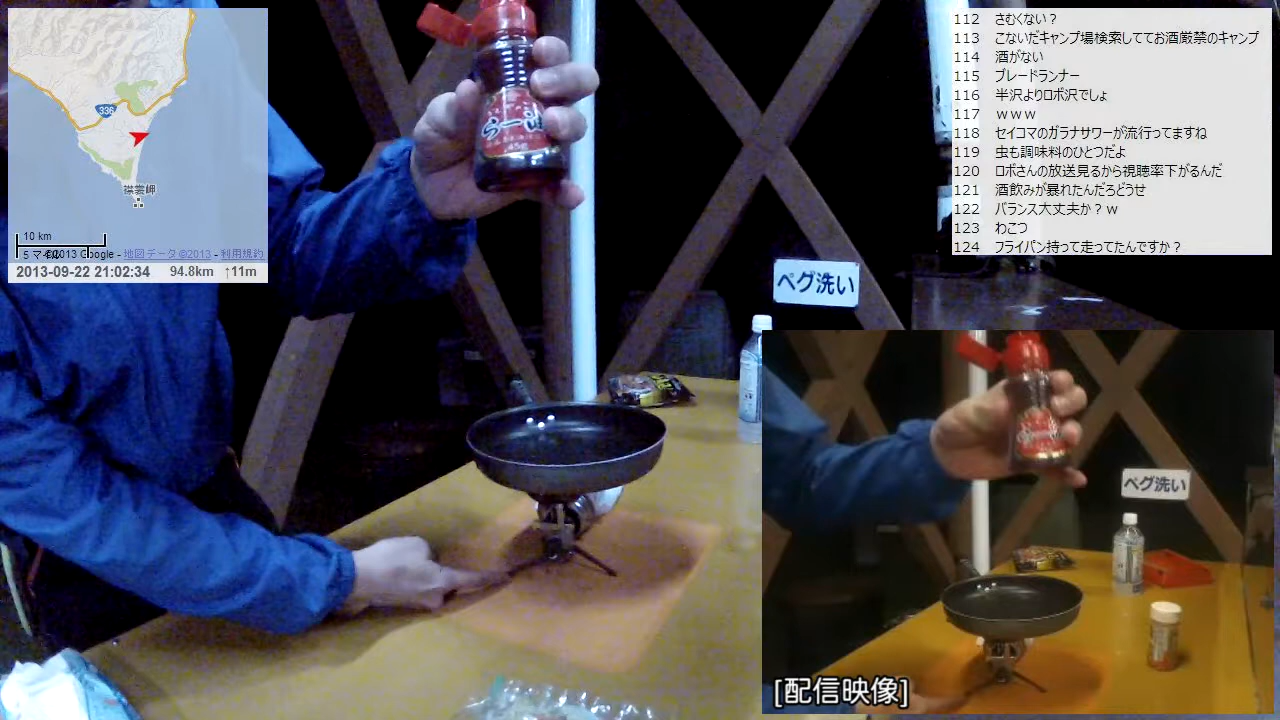 336
襟裳岬
10 km
5 マイル
©2013 Google - 地図データ ©2013 - 利用規約
2013-09-22 21:02:34 94.8km ↑11m
らー油
45g
112 さむくない？
113 こないだキャンプ場検索しててお酒厳禁のキャンプ
114 酒がない
115 ブレードランナー
116 半沢よりロボ沢でしょ
117 ｗｗｗ
118 セイコマのガラナサワーが流行ってますね
119 虫も調味料のひとつだよ
120 ロボさんの放送見るから視聴率下がるんだ
121 酒飲みが暴れたんだろどうせ
122 バランス大丈夫か？ｗ
123 わこつ
124 フライパン持って走ってたんですか？
ペグ洗い
ペグ洗い
[配信映像]